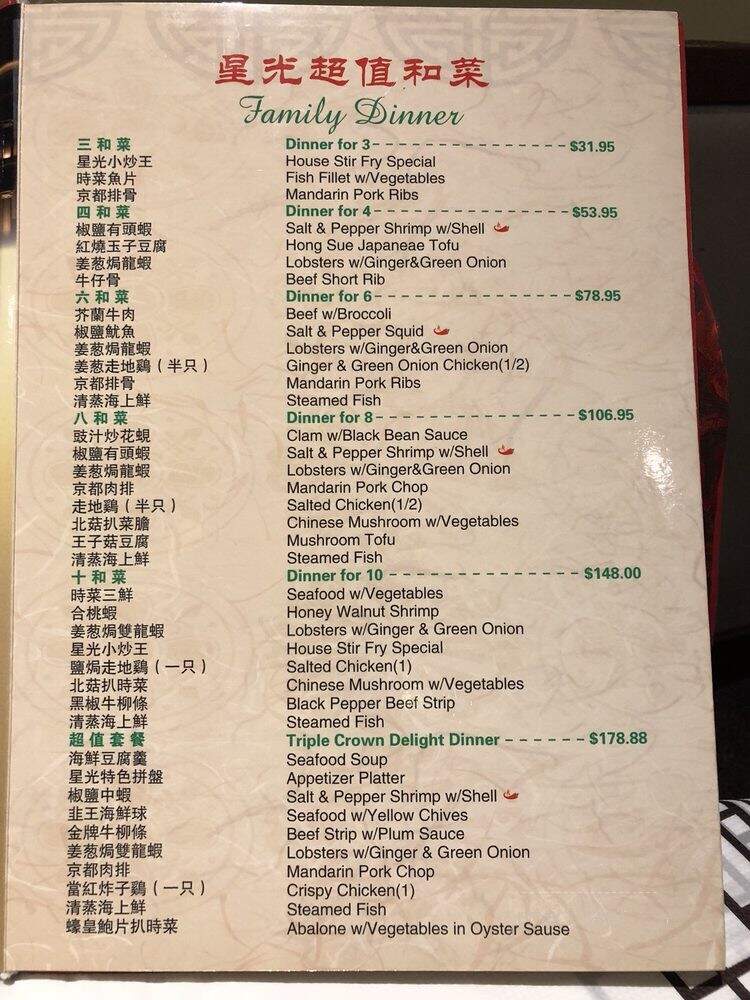 星光超值和菜
Family Dinner
三和菜 Dinner for 3 $31.95
星光小炒王 House Stir Fry Special
時菜魚片 Fish Fillet w/Vegetables
京都排骨 Mandarin Pork Ribs
四和菜 Dinner for 4 $53.95
椒鹽有頭蝦 Salt & Pepper Shrimp w/Shell
紅燒玉子豆腐 Hong Sue Japaneae Tofu
姜葱焗龍蝦 Lobsters w/Ginger&Green Onion
牛仔骨 Beef Short Rib
六和菜 Dinner for 6 $78.95
芥蘭牛肉 Beef w/Broccoli
椒鹽魷魚 Salt & Pepper Squid
姜葱焗龍蝦 Lobsters w/Ginger&Green Onion
姜葱走地鷄（半只） Ginger & Green Onion Chicken(1/2)
京都排骨 Mandarin Pork Ribs
清蒸海上鮮 Steamed Fish
八和菜 Dinner for 8 $106.95
豉汁炒花蜆 Clam w/Black Bean Sauce
椒鹽有頭蝦 Salt & Pepper Shrimp w/Shell
姜葱焗龍蝦 Lobsters w/Ginger&Green Onion
京都肉排 Mandarin Pork Chop
走地鷄（半只） Salted Chicken(1/2)
北菇扒菜膽 Chinese Mushroom w/Vegetables
王子菇豆腐 Mushroom Tofu
清蒸海上鮮 Steamed Fish
十和菜 Dinner for 10 $148.00
時菜三鮮 Seafood w/Vegetables
合桃蝦 Honey Walnut Shrimp
姜葱焗雙龍蝦 Lobsters w/Ginger & Green Onion
星光小炒王 House Stir Fry Special
鹽焗走地鷄（一只） Salted Chicken(1)
北菇扒時菜 Chinese Mushroom w/Vegetables
黑椒牛柳條 Black Pepper Beef Strip
清蒸海上鮮 Steamed Fish
超值套餐 Triple Crown Delight Dinner $178.88
海鮮豆腐羹 Seafood Soup
星光特色拼盤 Appetizer Platter
椒鹽中蝦 Salt & Pepper Shrimp w/Shell
韭王海鮮球 Seafood w/Yellow Chives
金牌牛柳條 Beef Strip w/Plum Sauce
姜葱焗雙龍蝦 Lobsters w/Ginger & Green Onion
京都肉排 Mandarin Pork Chop
當紅炸子鷄（一只） Crispy Chicken(1)
清蒸海上鮮 Steamed Fish
蠔皇鮑片扒時菜 Abalone w/Vegetables in Oyster Sause